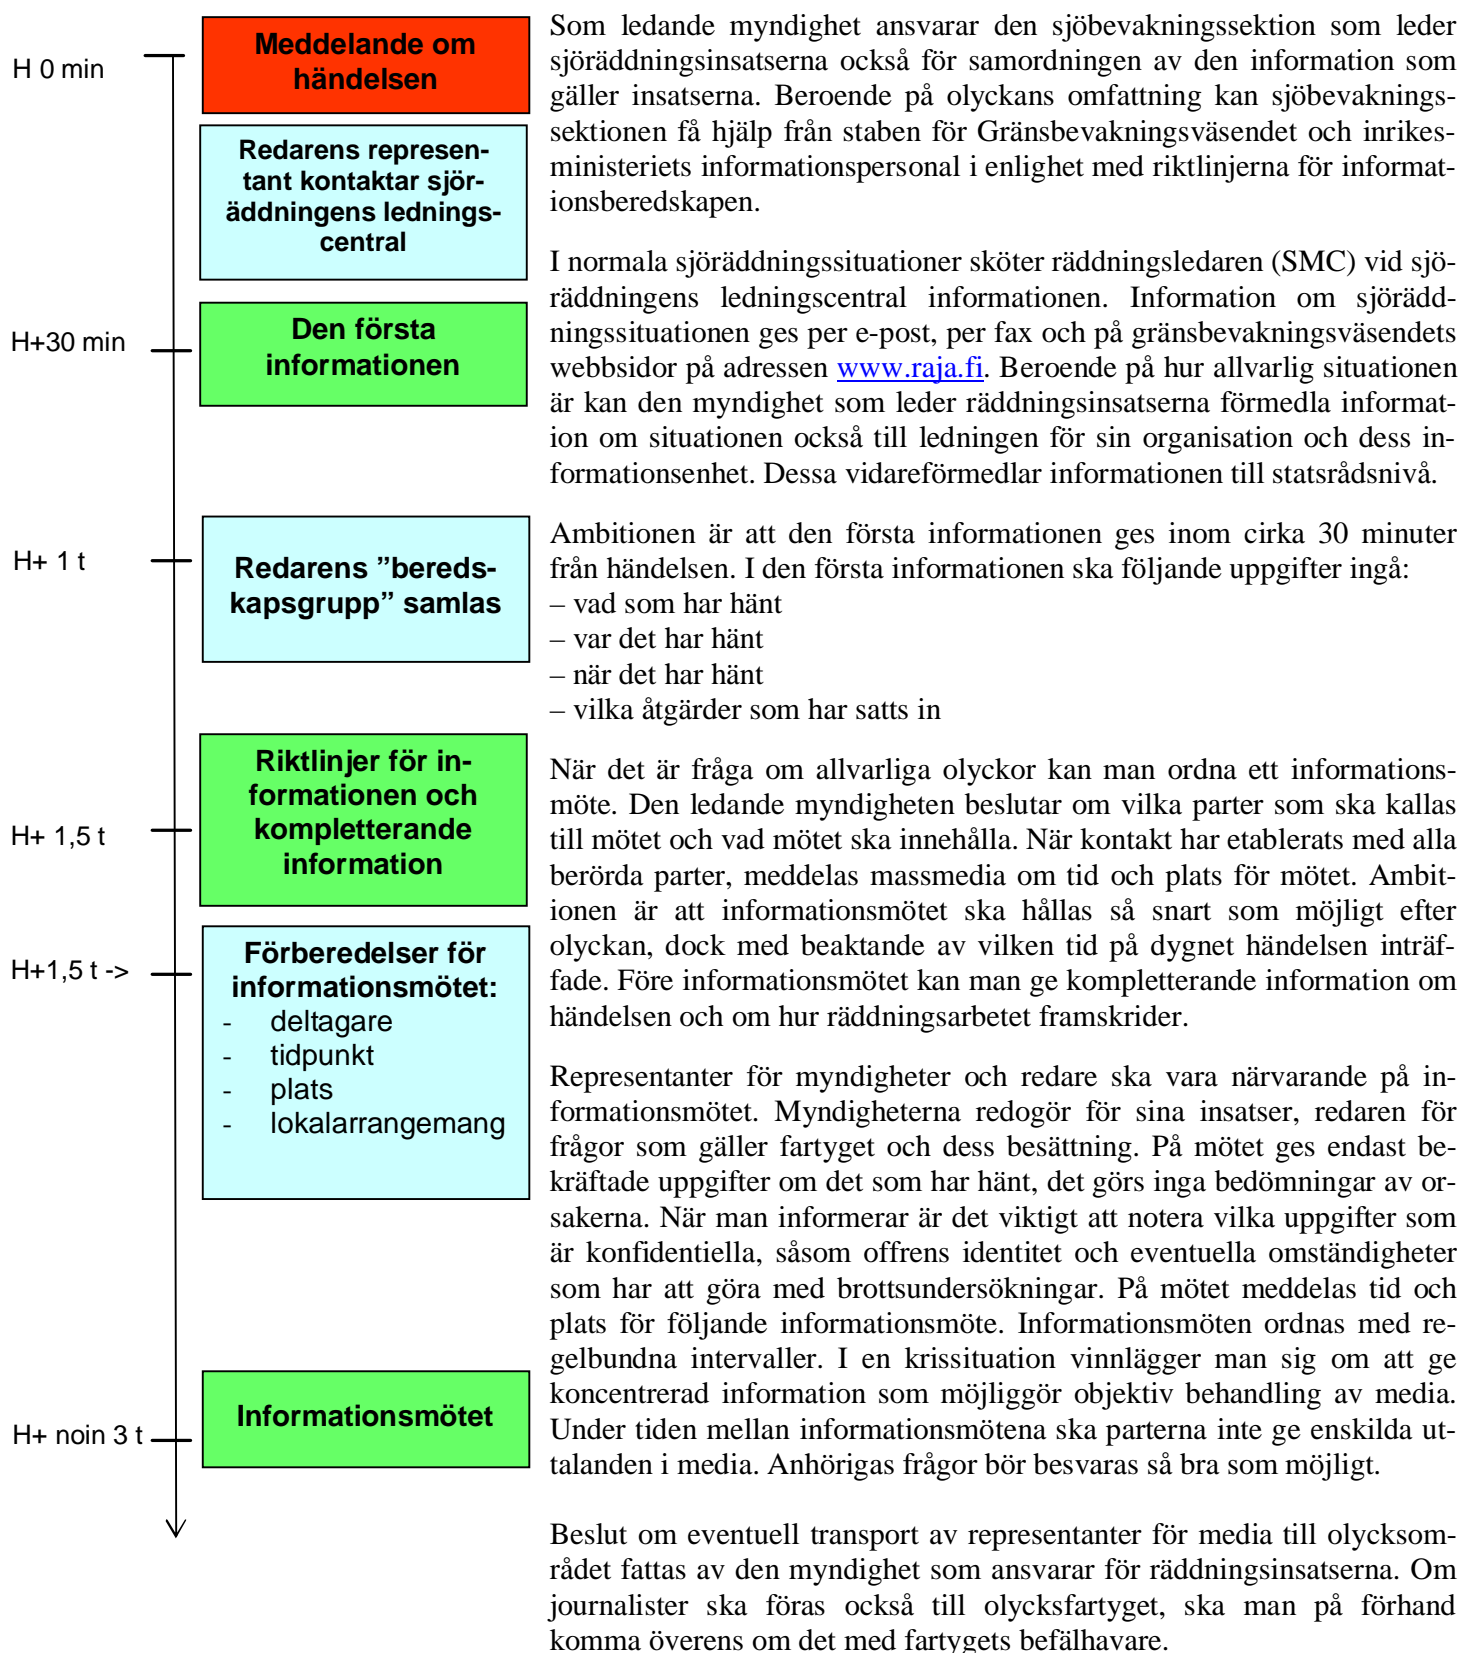 H 0 min
Meddelande om
händelsen
Redarens represen-
tant kontaktar sjör-
äddningens lednings-
central
H+30 min
Den första
informationen
H+ 1 t
Redarens ”bereds-
kapsgrupp” samlas
H+ 1,5 t
Riktlinjer för in-
formationen och
kompletterande
information
H+1,5 t ->
Förberedelser för
informationsmötet:
- deltagare
- tidpunkt
- plats
- lokalarrangemang
H+ noin 3 t
Informationsmötet
Som ledande myndighet ansvarar den sjöbevakningssektion som leder
sjöräddningsinsatserna också för samordningen av den information som
gäller insatserna. Beroende på olyckans omfattning kan sjöbevaknings-
sektionen få hjälp från staben för Gränsbevakningsväsendet och inrikes-
ministeriets informationspersonal i enlighet med riktlinjerna för informat-
ionsberedskapen.
I normala sjöräddningssituationer sköter räddningsledaren (SMC) vid sjö-
räddningens ledningscentral informationen. Information om sjörädd-
ningssituationen ges per e-post, per fax och på gränsbevakningsväsendets
webbsidor på adressen www.raja.fi. Beroende på hur allvarlig situationen
är kan den myndighet som leder räddningsinsatserna förmedla informat-
ion om situationen också till ledningen för sin organisation och dess in-
formationsenhet. Dessa vidareförmedlar informationen till statsrådsnivå.
Ambitionen är att den första informationen ges inom cirka 30 minuter
från händelsen. I den första informationen ska följande uppgifter ingå:
– vad som har hänt
– var det har hänt
– när det har hänt
– vilka åtgärder som har satts in
När det är fråga om allvarliga olyckor kan man ordna ett informations-
möte. Den ledande myndigheten beslutar om vilka parter som ska kallas
till mötet och vad mötet ska innehålla. När kontakt har etablerats med alla
berörda parter, meddelas massmedia om tid och plats för mötet. Ambit-
ionen är att informationsmötet ska hållas så snart som möjligt efter
olyckan, dock med beaktande av vilken tid på dygnet händelsen inträf-
fade. Före informationsmötet kan man ge kompletterande information om
händelsen och om hur räddningsarbetet framskrider.
Representanter för myndigheter och redare ska vara närvarande på in-
formationsmötet. Myndigheterna redogör för sina insatser, redaren för
frågor som gäller fartyget och dess besättning. På mötet ges endast be-
kräftade uppgifter om det som har hänt, det görs inga bedömningar av or-
sakerna. När man informerar är det viktigt att notera vilka uppgifter som
är konfidentiella, såsom offrens identitet och eventuella omständigheter
som har att göra med brottsundersökningar. På mötet meddelas tid och
plats för följande informationsmöte. Informationsmöten ordnas med re-
gelbundna intervaller. I en krissituation vinnlägger man sig om att ge
koncentrerad information som möjliggör objektiv behandling av media.
Under tiden mellan informationsmötena ska parterna inte ge enskilda ut-
talanden i media. Anhörigas frågor bör besvaras så bra som möjligt.
Beslut om eventuell transport av representanter för media till olycksom-
rådet fattas av den myndighet som ansvarar för räddningsinsatserna. Om
journalister ska föras också till olycksfartyget, ska man på förhand
komma överens om det med fartygets befälhavare.